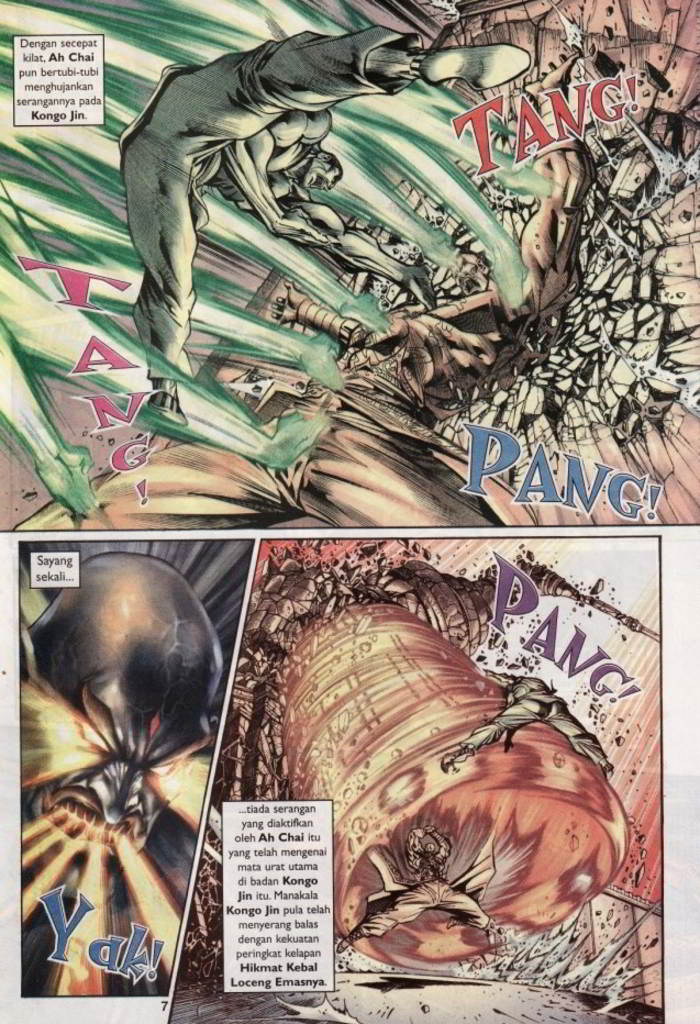 Dengan secepat
kilat, Ah Chai
pun bertubi-tubi
menghujankan
serangannya pada
Kongo Jin.
TANG!
TANG!
PANG!
Sayang
sekali...
PANG!
...tiada serangan
yang diaktifkan
oleh Ah Chai itu
yang telah mengenai
mata urat utama
di badan Kongo
Jin itu. Manakala
Kongo Jin pula telah
menyerang balas
dengan kekuatan
peringkat kelapan
Hikmat Kebal
Loceng Emasnya.
Yak!
7